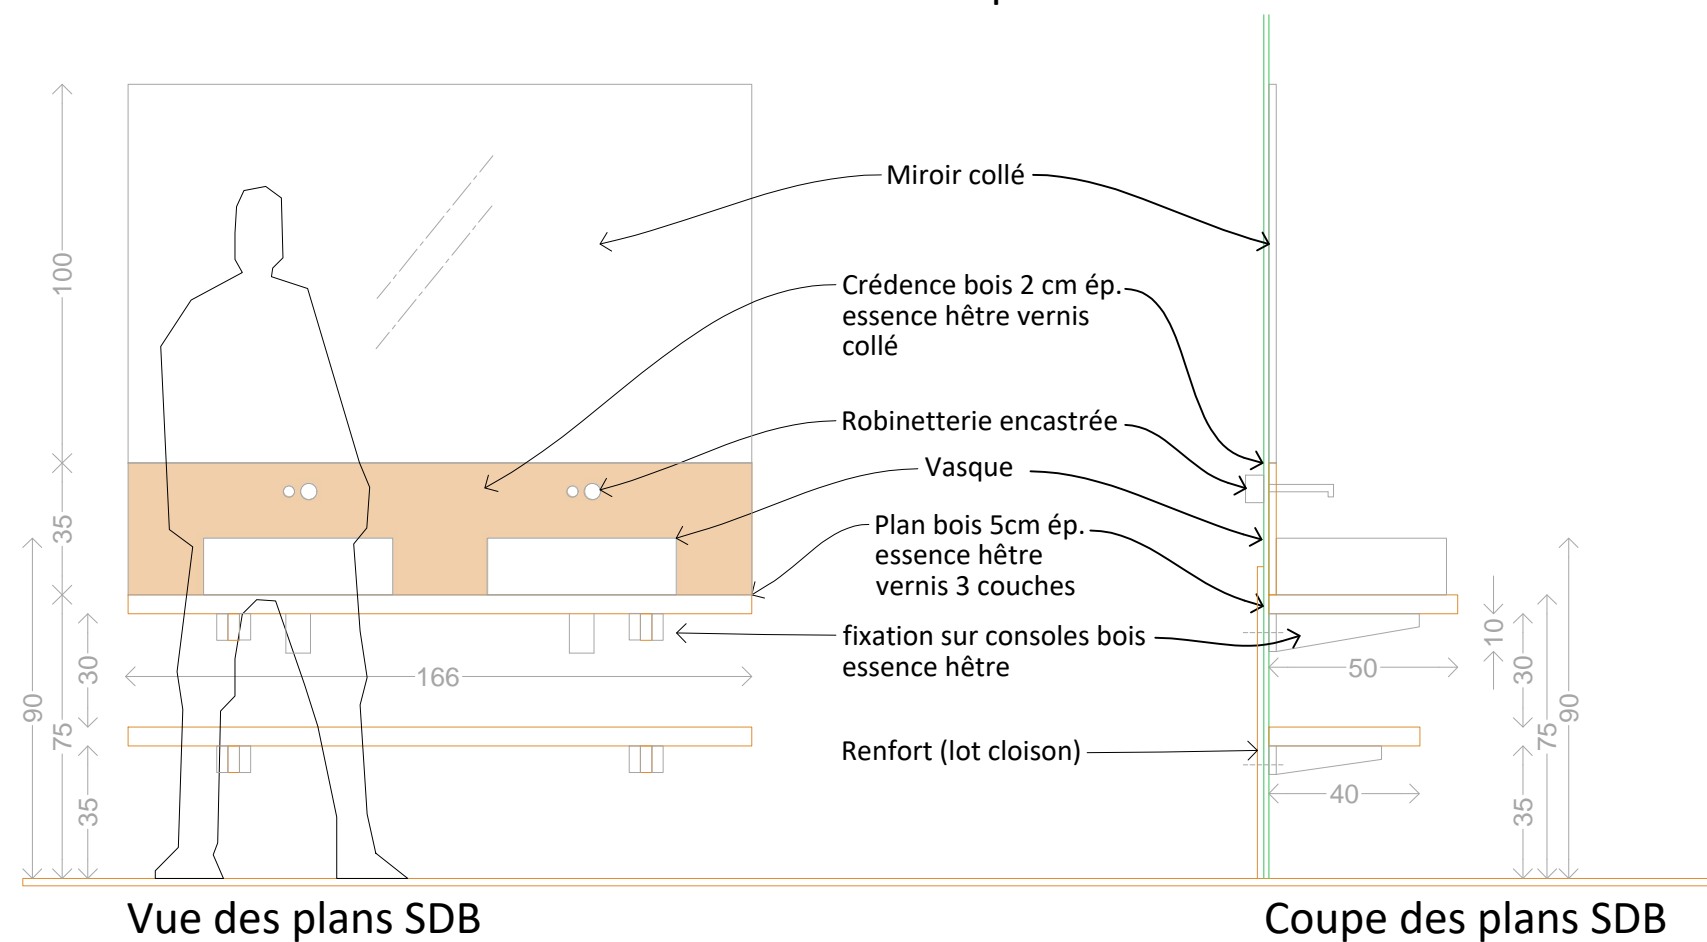 Miroir collé
Crédence bois 2 cm ép.
essence hêtre vernis
collé
Robinetterie encastrée
Vasque
Plan bois 5cm ép.
essence hêtre
vernis 3 couches
fixation sur consoles bois
essence hêtre
Renfort (lot cloison)
100
35
90
75
30
35
166
50
40
10
30
35
75
90
Vue des plans SDB
Coupe des plans SDB